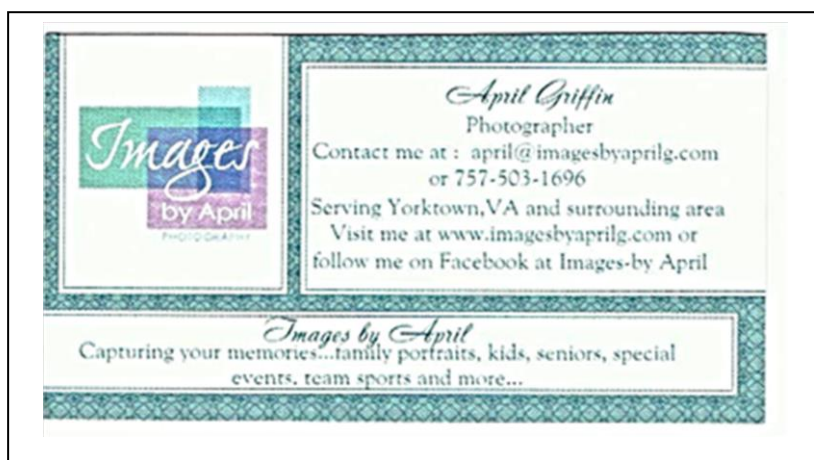 Images
by April
PHOTOGRAPHY
April Griffin
Photographer
Contact me at : april@imagesbyaprilg.com
or 757-503-1696
Serving Yorktown,VA and surrounding area
Visit me at www.imagesbyaprilg.com or
follow me on Facebook at Images-by April
Images by April
Capturing your memories...family portraits, kids, seniors, special
events, team sports and more...